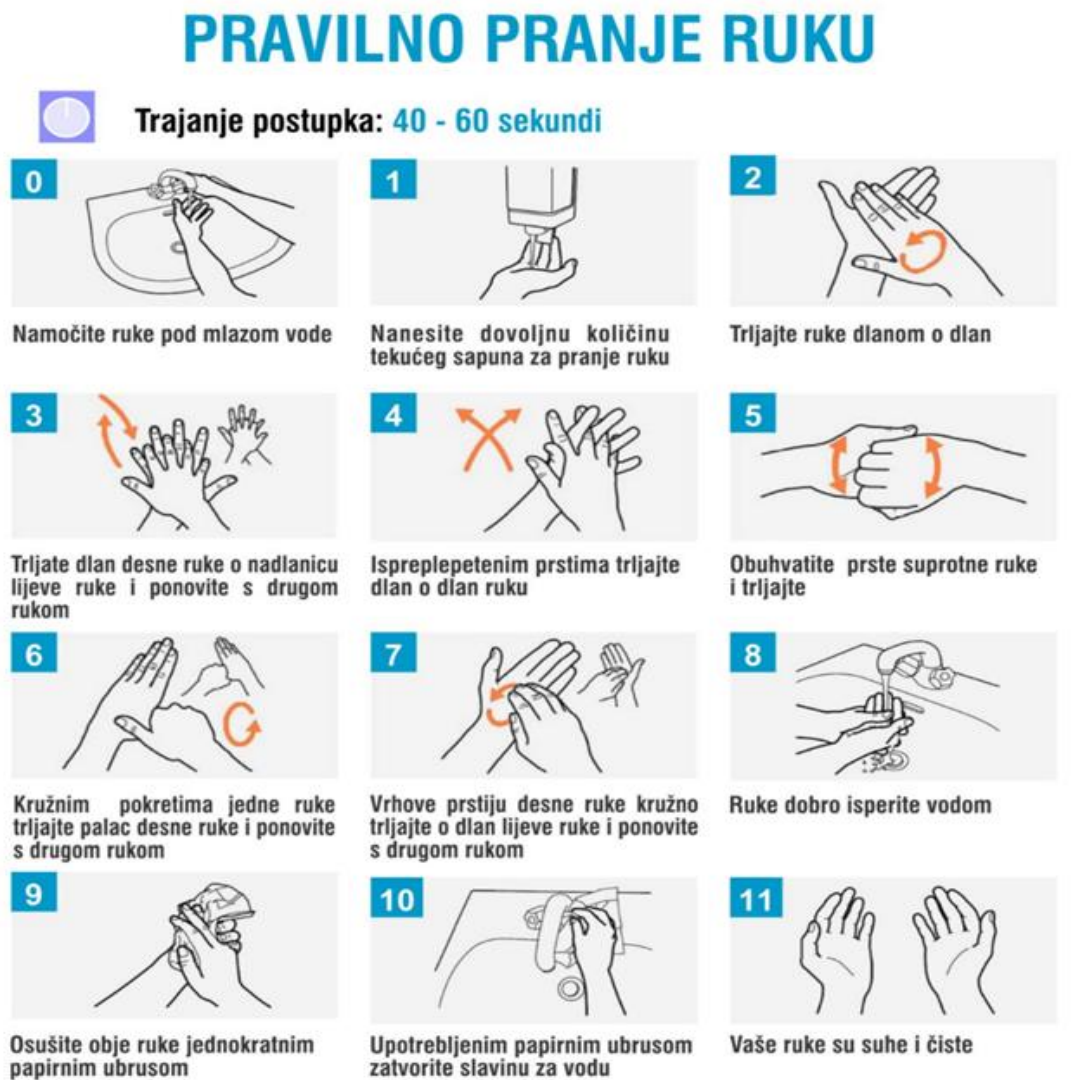 PRAVILNO PRANJE RUKU
Trajanje postupka: 40 - 60 sekundi
0
Namočite ruke pod mlazom vode
1
Nanesite dovoljnu količinu
tekućeg sapuna za pranje ruku
2
Trljajte ruke dlanom o dlan
3
Trljate dlan desne ruke o nadlanicu
lijeve ruke i ponovite s drugom
rukom
4
Ispreplepetenim prstima trljajte
dlan o dlan ruku
5
Obuhvatite prste suprotne ruke
i trljajte
6
Kružnim pokretima jedne ruke
trljajte palac desne ruke i ponovite
s drugom rukom
7
Vrhove prstiju desne ruke kružno
trljajte o dlan lijeve ruke i ponovite
s drugom rukom
8
Ruke dobro isperite vodom
9
Osušite obje ruke jednokratnim
papirnim ubrusom
10
Upotrebljenim papirnim ubrusom
zatvorite slavinu za vodu
11
Vaše ruke su suhe i čiste